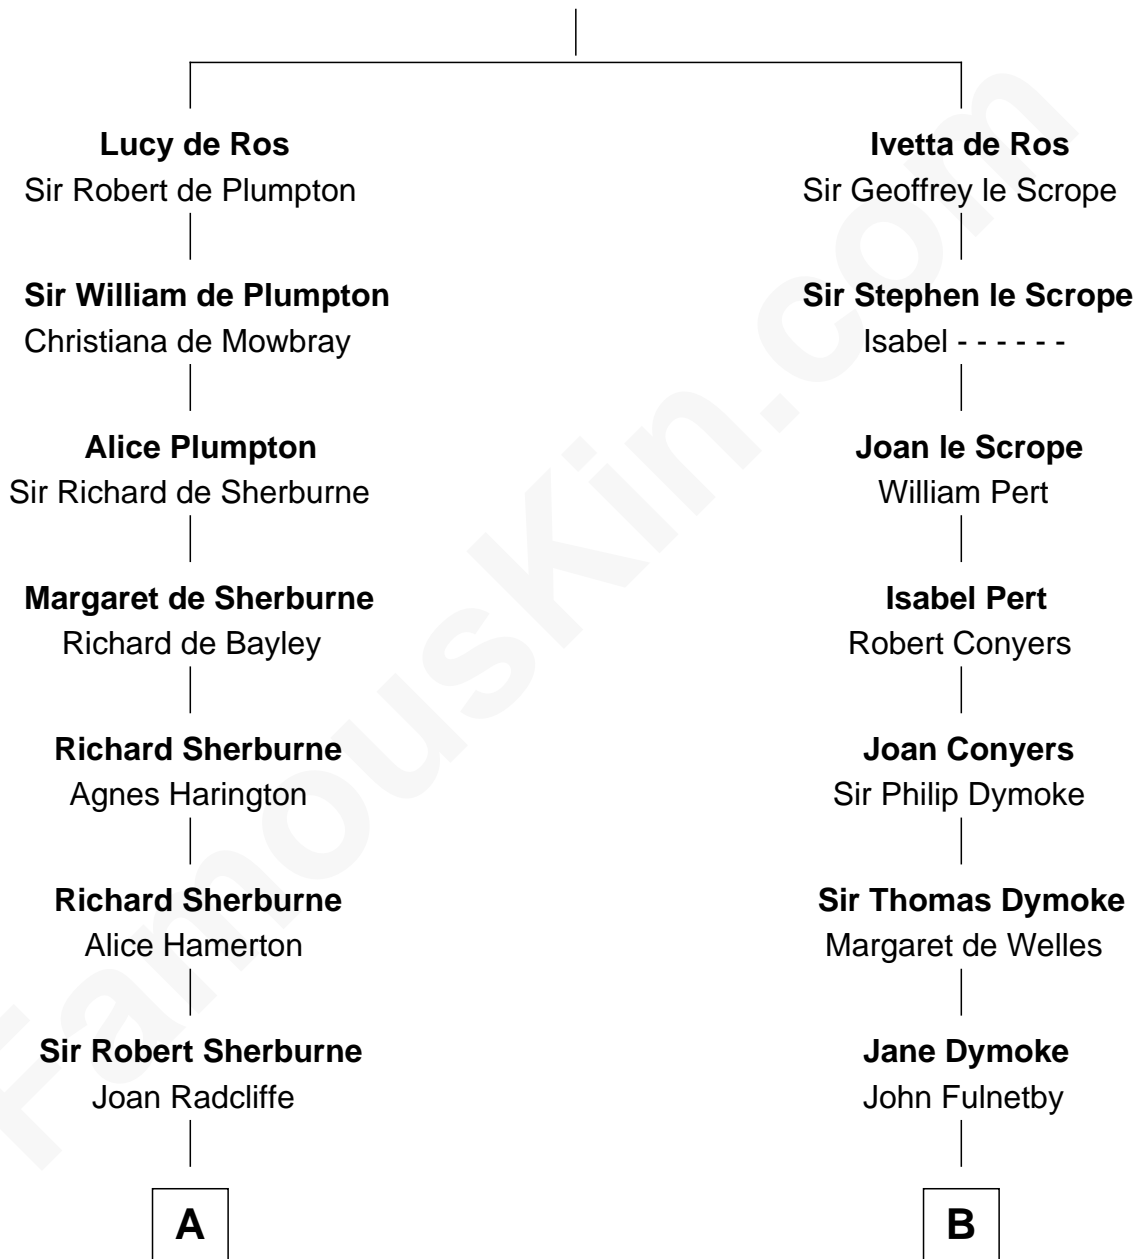 Lucy de Ros
Sir Robert de Plumpton
Sir William de Plumpton
Christiana de Mowbray
Alice Plumpton
Sir Richard de Sherburne
Margaret de Sherburne
Richard de Bayley
Richard Sherburne
Agnes Harington
Richard Sherburne
Alice Hamerton
Sir Robert Sherburne
Joan Radcliffe
A
Ivetta de Ros
Sir Geoffrey le Scrope
Sir Stephen le Scrope
Isabel - - - - - -
Joan le Scrope
William Pert
Isabel Pert
Robert Conyers
Joan Conyers
Sir Philip Dymoke
Sir Thomas Dymoke
Margaret de Welles
Jane Dymoke
John Fulnetby
B
FamousKin.com